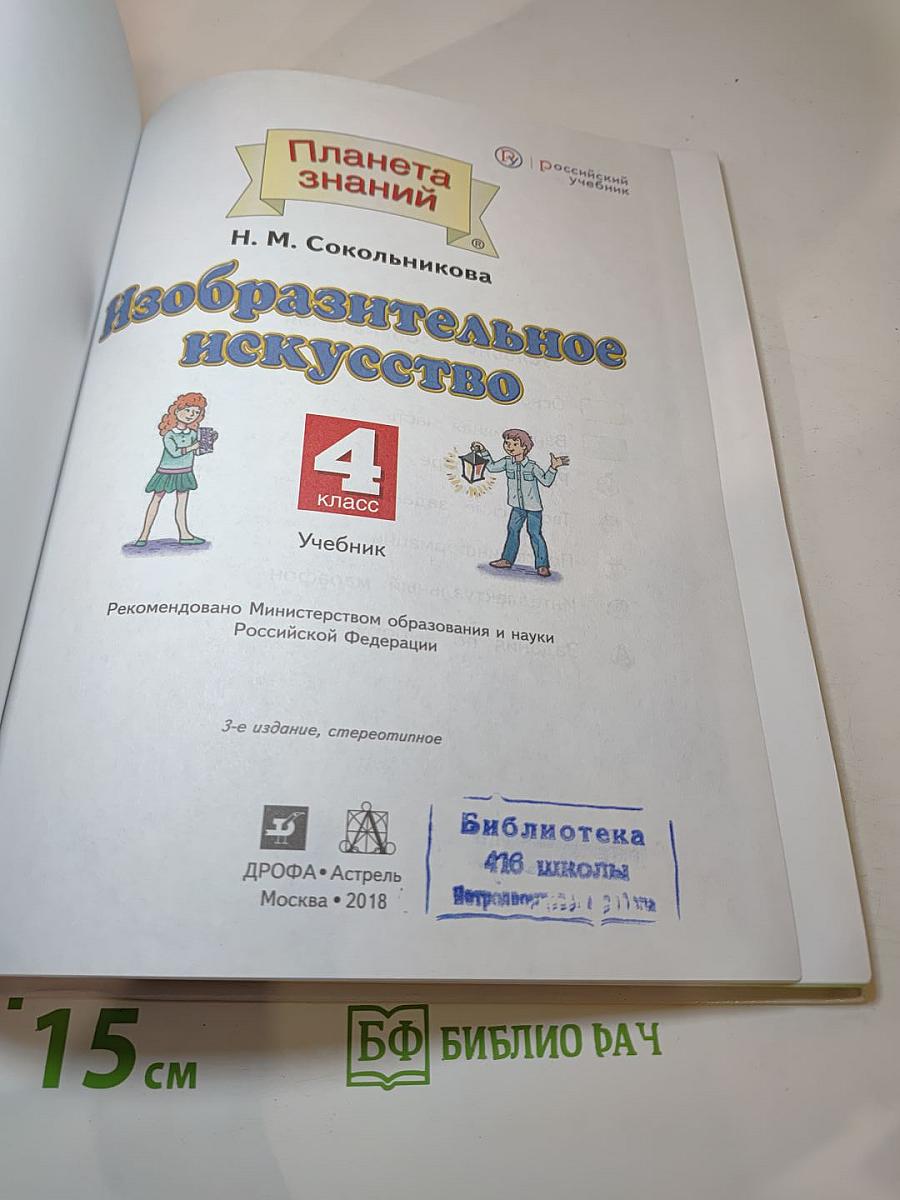 Планета
знаний
®
Ру | Российский
учебник
Н. М. Сокольникова
Изобразительное
искусство
4
класс
Учебник
Рекомендовано Министерством образования и науки
Российской Федерации
3-е издание, стереотипное
ДРОФА • Астрель
Москва • 2018
Библиотека
416 школы
15 см
БФ БИБЛИО РАЧ